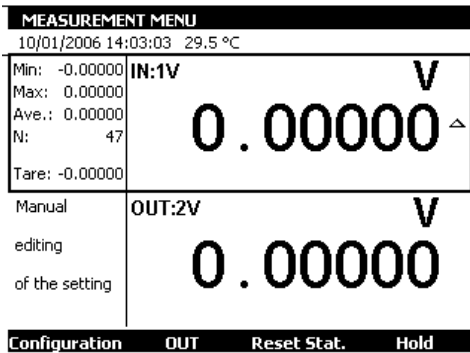 MEASUREMENT MENU
10/01/2006 14:03:03 29.5 °C
Min: -0.00000
Max: 0.00000
Ave.: 0.00000
N: 47
Tare: -0.00000
IN:1V
V
0.00000
Manual
editing
of the setting
OUT:2V
V
0.00000
Configuration OUT Reset Stat. Hold